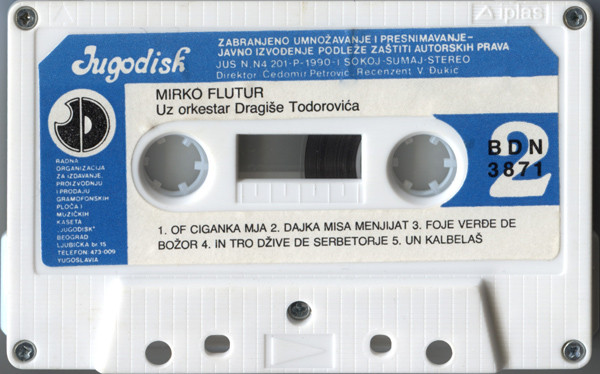 aiplas
Jugodisk
ZABRANJENO UMNOŽAVANJE I PRESNIMAVANJE-
JAVNO IZVOĐENJE PODLEŽE ZAŠTITI AUTORSKIH PRAVA
JUS N.N4 201-P-1990-I SOKOJ-SUMAJ-STEREO
Direktor Čedomir Petrović, Recenzent V. Đukić
MIRKO FLUTUR
Uz orkestar Dragiše Todorovića
RADNA
ORGANIZACIJA
ZA IZDAVANJE,
PROIZVODNJU
I PRODAJU
GRAMOFONSKIH
PLOČA I
MUZIČKIH
KASETA
"JUGODISK"
BEOGRAD
LJUBIČKA br 15
TELEFON 473-009
YUGOSLAVIA
2
BDN
3871
1. OF CIGANKA MJA 2. DAJKA MISA MENJIJAT 3. FOJE VERĐE DE
BOŽOR 4. IN TRO DŽIVE DE SERBETORJE 5. UN KALBELAŠ